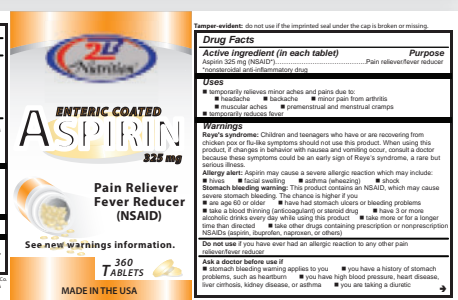 2B
Nutrition
ENTERIC COATED
ASPIRIN
325 mg
Pain Reliever
Fever Reducer
(NSAID)
See new warnings information.
360
TABLETS
MADE IN THE USA
Co.
Tamper-evident: do not use if the imprinted seal under the cap is broken or missing.
Drug Facts
Active ingredient (in each tablet) Purpose
Aspirin 325 mg (NSAID*)..........................................Pain reliever/fever reducer
*nonsteroidal anti-inflammatory drug
Uses
■ temporarily relieves minor aches and pains due to:
■ headache ■ backache ■ minor pain from arthritis
■ muscular aches ■ premenstrual and menstrual cramps
■ temporarily reduces fever
Warnings
Reye's syndrome: Children and teenagers who have or are recovering from
chicken pox or flu-like symptoms should not use this product. When using this
product, if changes in behavior with nausea and vomiting occur, consult a doctor
because these symptoms could be an early sign of Reye's syndrome, a rare but
serious illness.
Allergy alert: Aspirin may cause a severe allergic reaction which may include:
■ hives ■ facial swelling ■ asthma (wheezing) ■ shock
Stomach bleeding warning: This product contains an NSAID, which may cause
severe stomach bleeding. The chance is higher if you
■ are age 60 or older ■ have had stomach ulcers or bleeding problems
■ take a blood thinning (anticoagulant) or steroid drug ■ have 3 or more
alcoholic drinks every day while using this product ■ take more or for a longer
time than directed ■ take other drugs containing prescription or nonprescription
NSAIDs (aspirin, ibuprofen, naproxen, or others)
Do not use if you have ever had an allergic reaction to any other pain
reliever/fever reducer
Ask a doctor before use if
■ stomach bleeding warning applies to you ■ you have a history of stomach
problems, such as heartburn ■ you have high blood pressure, heart disease,
liver cirrhosis, kidney disease, or asthma ■ you are taking a diuretic